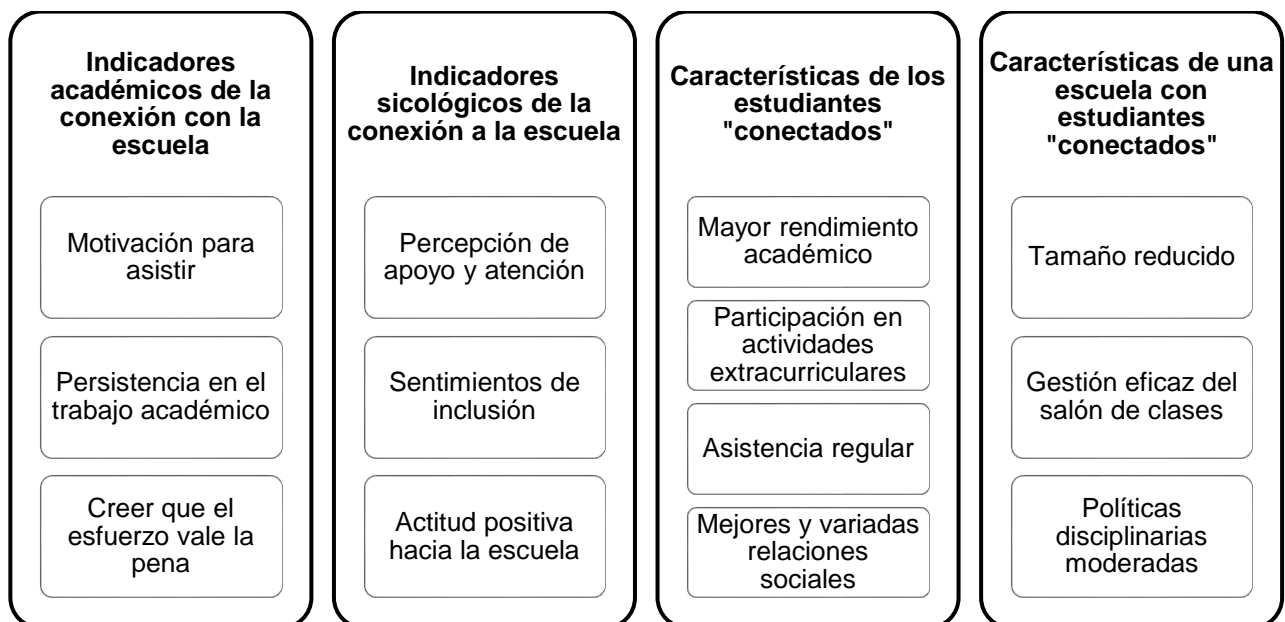 Indicadores
académicos de la
conexión con la
escuela
Motivación para
asistir
Persistencia en el
trabajo académico
Creer que el
esfuerzo vale la
pena
Indicadores
sicológicos de la
conexión a la escuela
Percepción de
apoyo y atención
Sentimientos de
inclusión
Actitud positiva
hacia la escuela
Características de los
estudiantes
"conectados"
Mayor rendimiento
académico
Participación en
actividades
extracurriculares
Asistencia regular
Mejores y variadas
relaciones
sociales
Características de una
escuela con
estudiantes
"conectados"
Tamaño reducido
Gestión eficaz del
salón de clases
Políticas
disciplinarias
moderadas